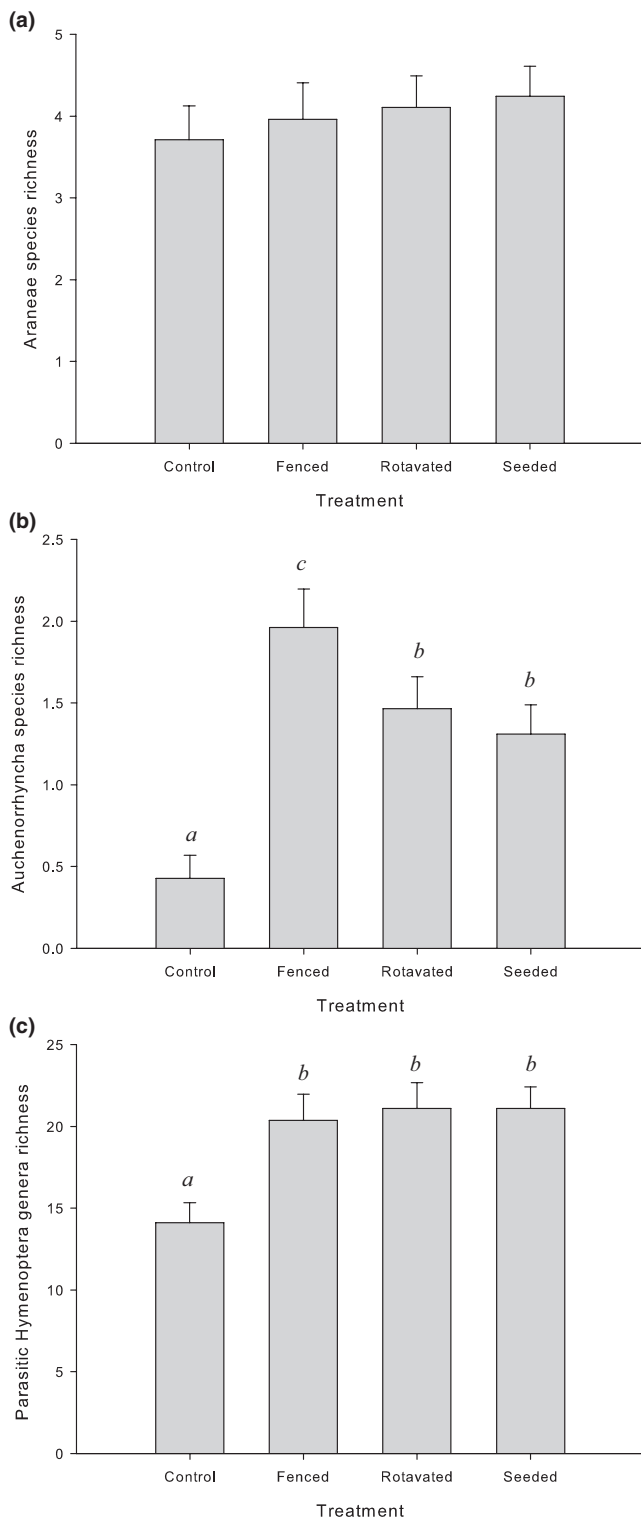 (a)
5
4
3
2
1
0
Araneae species richness
Control Fenced Rotavated Seeded
Treatment
(b)
2.5
2.0
1.5
1.0
0.5
0.0
Auchenorrhyncha species richness
a
c
b
b
Control Fenced Rotavated Seeded
Treatment
(c)
25
20
15
10
5
0
Parasitic Hymenoptera genera richness
a
b
b
b
Control Fenced Rotavated Seeded
Treatment